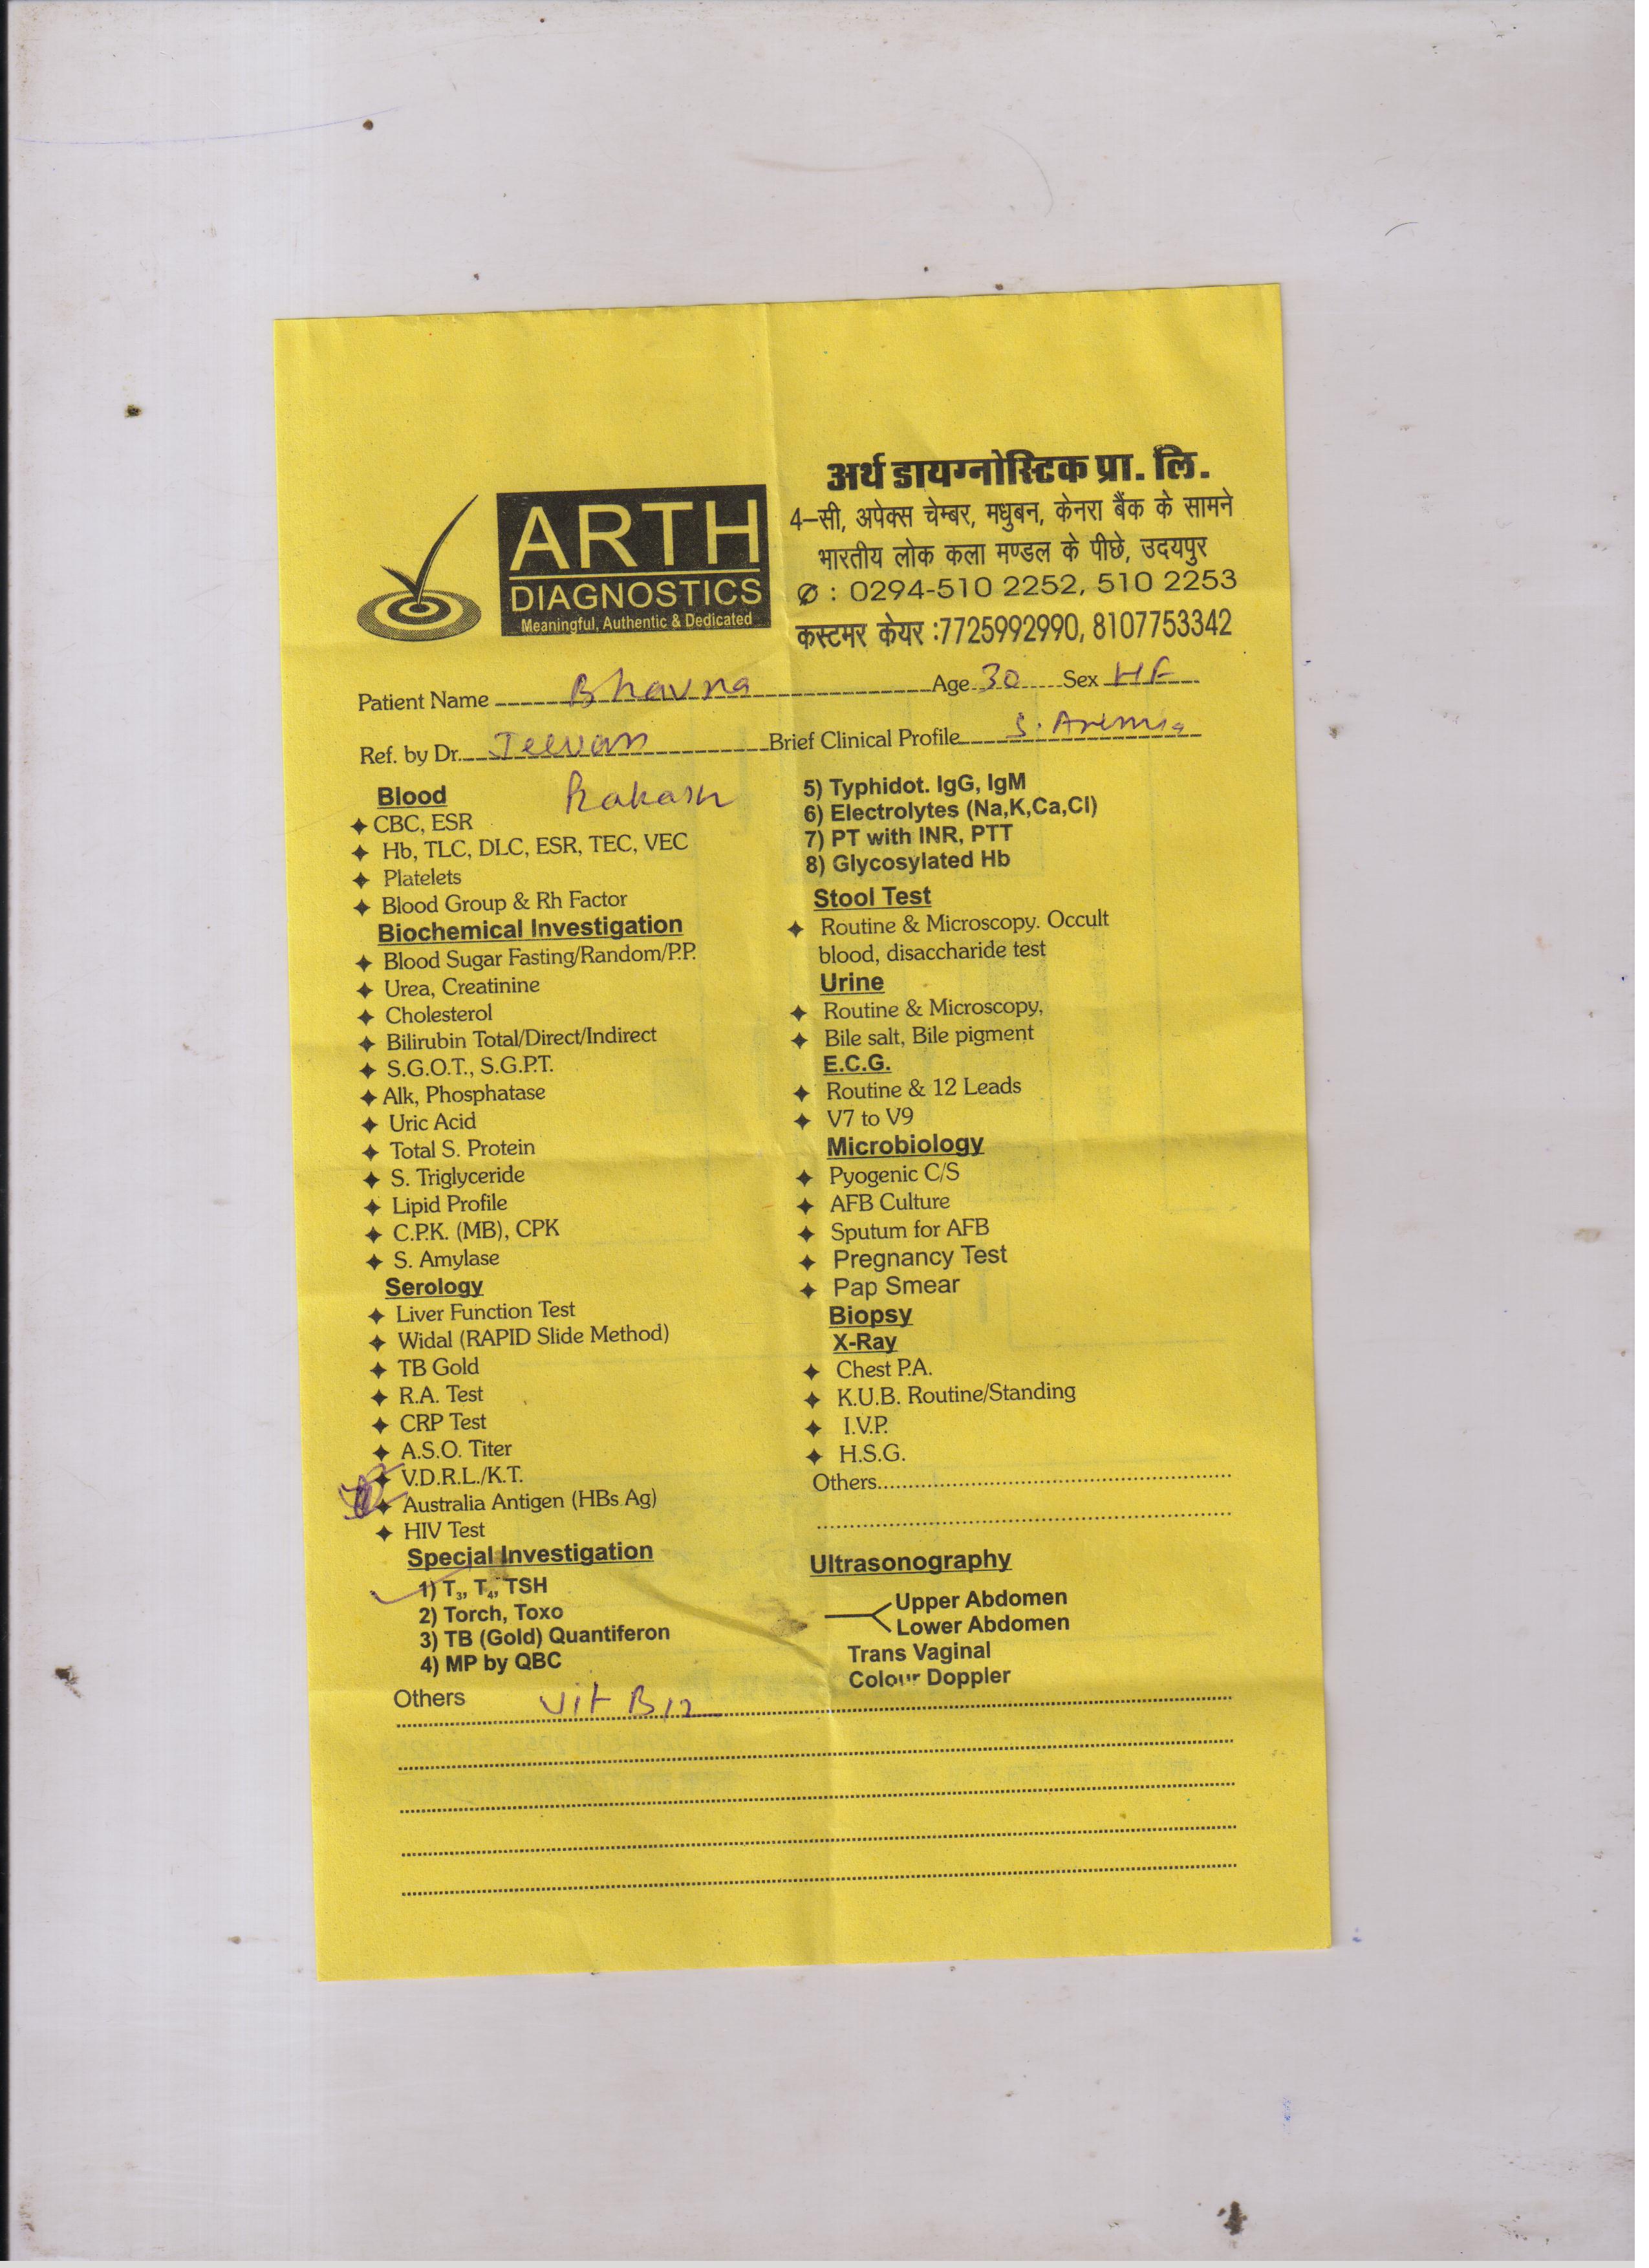 ARTH
DIAGNOSTICS
Meaningful, Authentic & Dedicated
अर्थ डायग्नोस्टिक प्रा. लि.
4–सी, अपेक्स चेम्बर, मधुबन, केनरा बैंक के सामने
भारतीय लोक कला मण्डल के पीछे, उदयपुर
✆ : 0294-510 2252, 510 2253
कस्टमर केयर :7725992990, 8107753342
Patient Name Bhavna Age 30 Sex HF
Ref. by Dr. Jeevan Brief Clinical Profile S. Anemia
Prakash
Blood
CBC, ESR
Hb, TLC, DLC, ESR, TEC, VEC
Platelets
Blood Group & Rh Factor
Biochemical Investigation
Blood Sugar Fasting/Random/P.P.
Urea, Creatinine
Cholesterol
Bilirubin Total/Direct/Indirect
S.G.O.T., S.G.P.T.
Alk, Phosphatase
Uric Acid
Total S. Protein
S. Triglyceride
Lipid Profile
C.P.K. (MB), CPK
S. Amylase
Serology
Liver Function Test
Widal (RAPID Slide Method)
TB Gold
R.A. Test
CRP Test
A.S.O. Titer
V.D.R.L./K.T.
Australia Antigen (HBs Ag)
HIV Test
Special Investigation
1) T3, T4, TSH
2) Torch, Toxo
3) TB (Gold) Quantiferon
4) MP by QBC
Others Vit B12
5) Typhidot. IgG, IgM
6) Electrolytes (Na,K,Ca,Cl)
7) PT with INR, PTT
8) Glycosylated Hb
Stool Test
Routine & Microscopy. Occult
blood, disaccharide test
Urine
Routine & Microscopy,
Bile salt, Bile pigment
E.C.G.
Routine & 12 Leads
V7 to V9
Microbiology
Pyogenic C/S
AFB Culture
Sputum for AFB
Pregnancy Test
Pap Smear
Biopsy
X-Ray
Chest P.A.
K.U.B. Routine/Standing
I.V.P.
H.S.G.
Others
Ultrasonography
Upper Abdomen
Lower Abdomen
Trans Vaginal
Colour Doppler